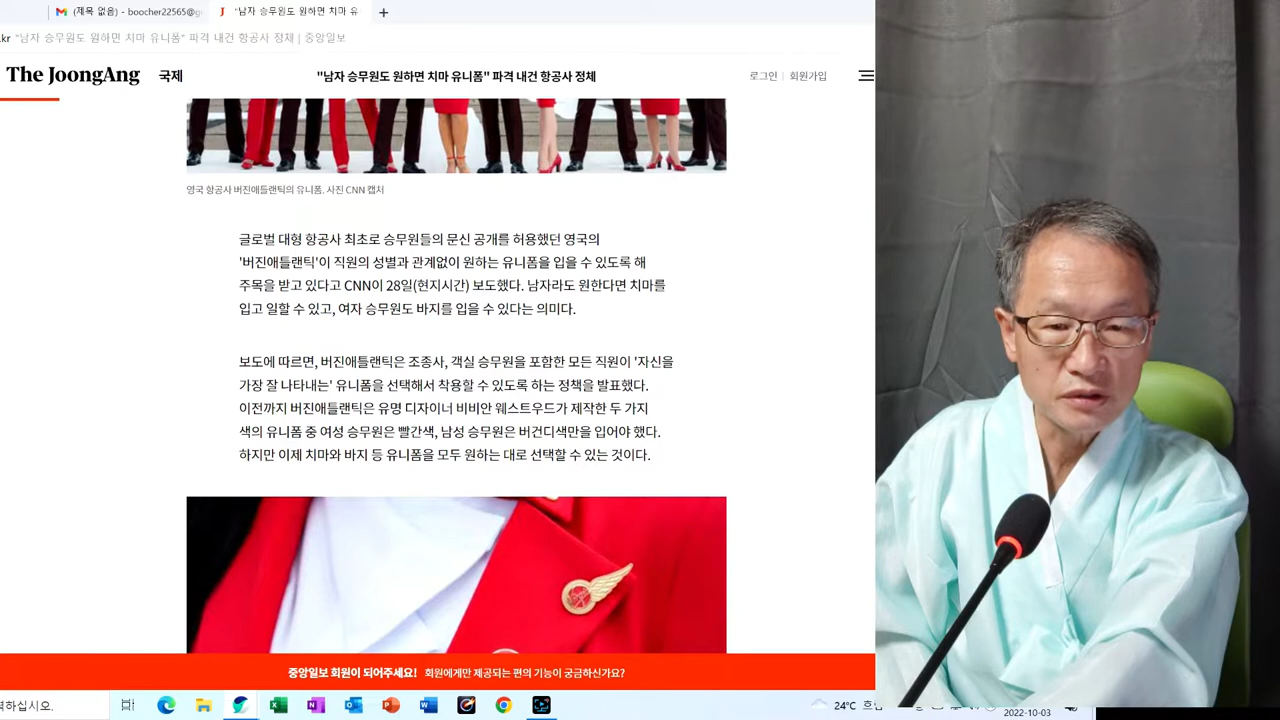 (제목 없음) - boocher22565@g
"남자 승무원도 원하면 치마 유
.kr "남자 승무원도 원하면 치마 유니폼" 파격 내건 항공사 정체 | 중앙일보
The JoongAng 국제 "남자 승무원도 원하면 치마 유니폼" 파격 내건 항공사 정체 로그인 | 회원가입
영국 항공사 버진애틀랜틱의 유니폼. 사진 CNN 캡처
글로벌 대형 항공사 최초로 승무원들의 문신 공개를 허용했던 영국의
'버진애틀랜틱'이 직원의 성별과 관계없이 원하는 유니폼을 입을 수 있도록 해
주목을 받고 있다고 CNN이 28일(현지시간) 보도했다. 남자라도 원한다면 치마를
입고 일할 수 있고, 여자 승무원도 바지를 입을 수 있다는 의미다.
보도에 따르면, 버진애틀랜틱은 조종사, 객실 승무원을 포함한 모든 직원이 '자신을
가장 잘 나타내는' 유니폼을 선택해서 착용할 수 있도록 하는 정책을 발표했다.
이전까지 버진애틀랜틱은 유명 디자이너 비비안 웨스트우드가 제작한 두 가지
색의 유니폼 중 여성 승무원은 빨간색, 남성 승무원은 버건디색만을 입어야 했다.
하지만 이제 치마와 바지 등 유니폼을 모두 원하는 대로 선택할 수 있는 것이다.
중앙일보 회원이 되어주세요! 회원에게만 제공되는 편의 기능이 궁금하신가요?
력하십시오.
24°C 흐림
2022-10-03